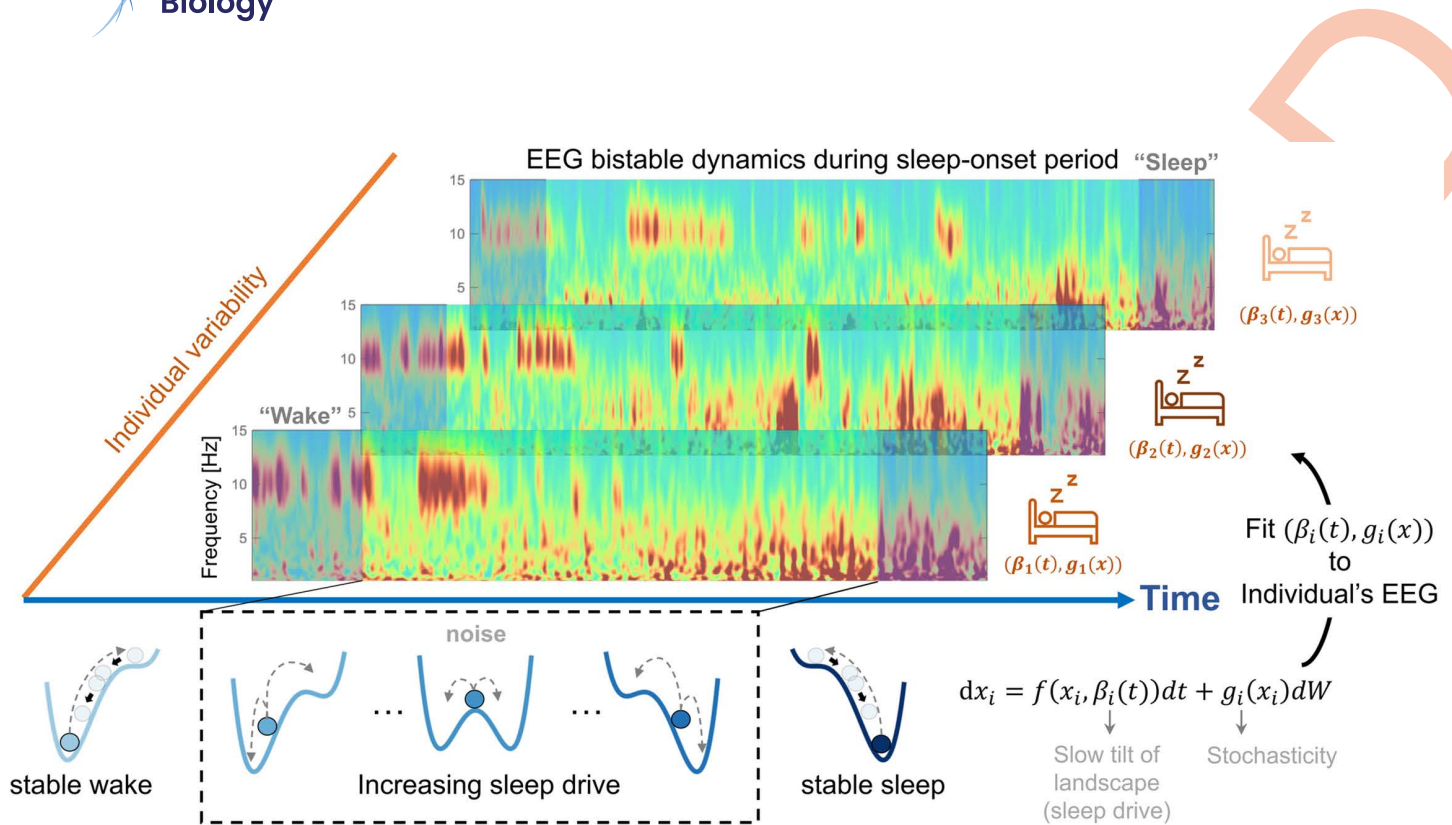 Biology
EEG bistable dynamics during sleep-onset period
“Sleep”
15
10
5
z
Z
(β₃(t), g₃(x))
Individual variability
15
10
5
z
Z
(β₂(t), g₂(x))
“Wake”
Frequency [Hz]
15
10
5
z
Z
(β₁(t), g₁(x))
Fit (βᵢ(t), gᵢ(x))
to
Individual’s EEG
Time
noise
... ...
stable wake
Increasing sleep drive
stable sleep
dxᵢ = f(xᵢ, βᵢ(t))dt + gᵢ(xᵢ)dW
Slow tilt of
landscape
(sleep drive)
Stochasticity